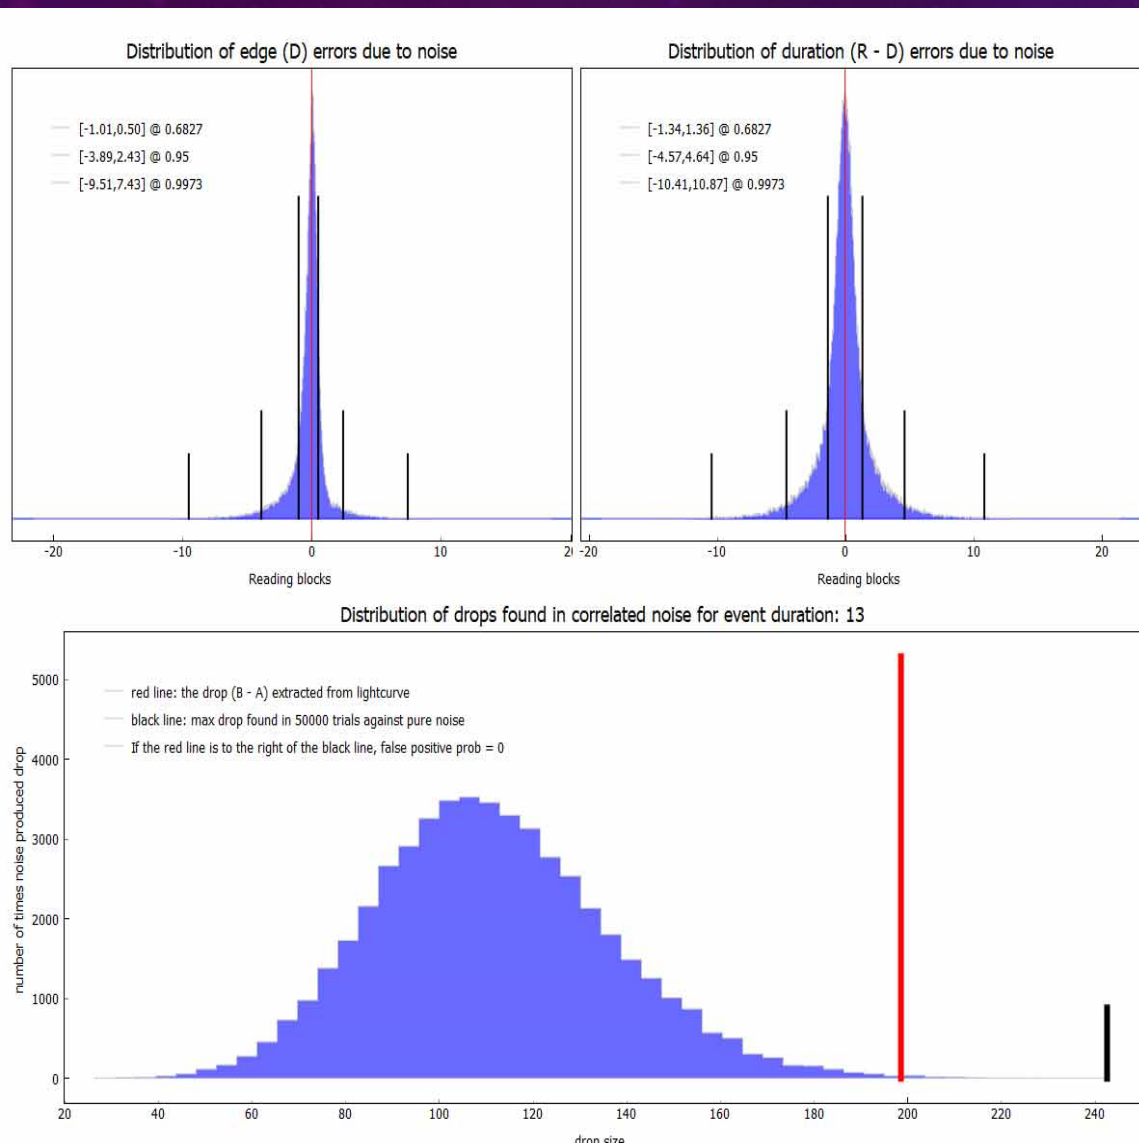 Distribution of edge (D) errors due to noise
[-1.01,0.50] @ 0.6827
[-3.89,2.43] @ 0.95
[-9.51,7.43] @ 0.9973
-20 -10 0 10
Reading blocks
Distribution of duration (R - D) errors due to noise
[-1.34,1.36] @ 0.6827
[-4.57,4.64] @ 0.95
[-10.41,10.87] @ 0.9973
-20 -10 0 10 20
Reading blocks
Distribution of drops found in correlated noise for event duration: 13
red line: the drop (B - A) extracted from lightcurve
black line: max drop found in 50000 trials against pure noise
If the red line is to the right of the black line, false positive prob = 0
number of times noise produced drop
5000
4000
3000
2000
1000
0
20 40 60 80 100 120 140 160 180 200 220 240
drop size